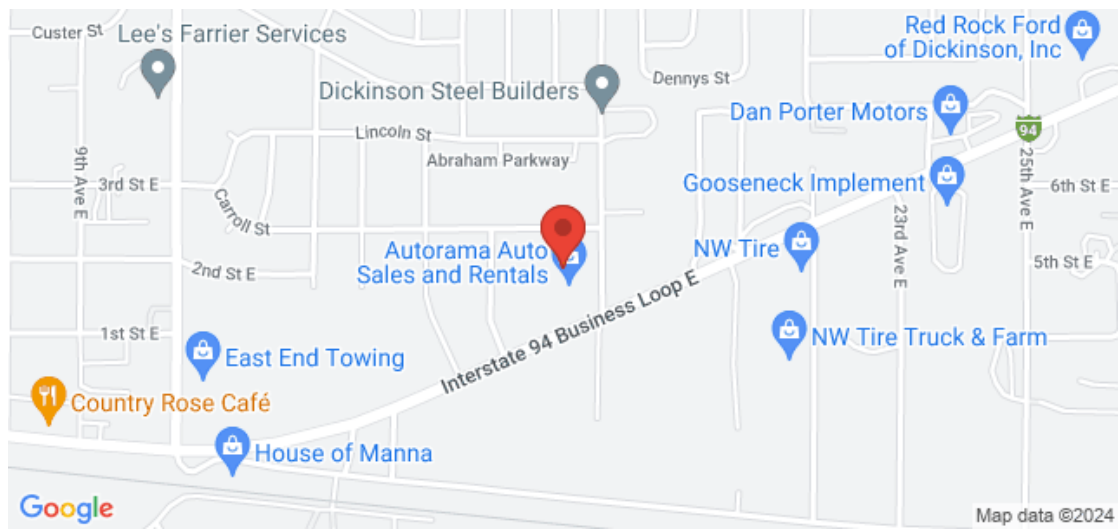 Custer St
Lee's Farrier Services
Red Rock Ford
of Dickinson, Inc
Dennys St
Dickinson Steel Builders
Dan Porter Motors
94
Lincoln St
Abraham Parkway
9th Ave E
3rd St E
25th Ave E
6th St E
Gooseneck Implement
Carroll St
23rd Ave E
Autorama Auto
Sales and Rentals
NW Tire
2nd St E
5th St E
Interstate 94 Business Loop E
1st St E
East End Towing
NW Tire Truck & Farm
Country Rose Café
House of Manna
Google
Map data ©2024